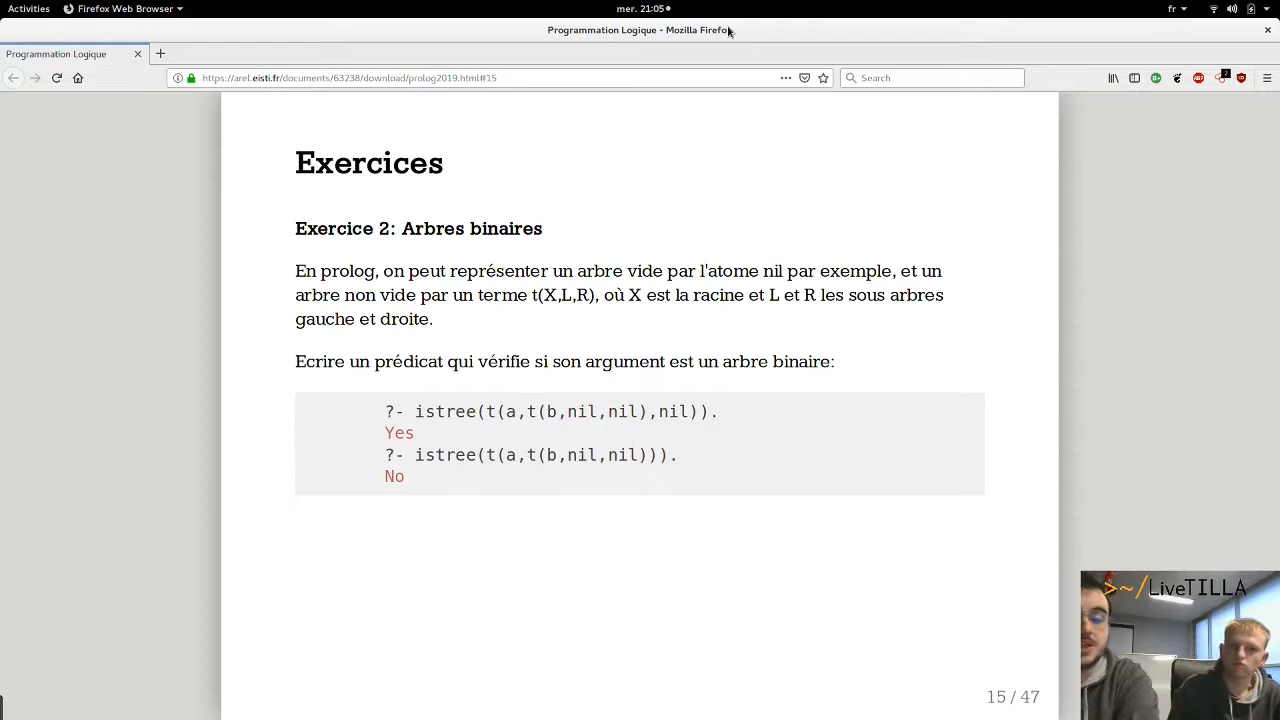 Activities Firefox Web Browser mer. 21:05 fr
Programmation Logique - Mozilla Firefo
Programmation Logique
https://arel.eisti.fr/documents/63238/download/prolog2019.html#15 Search 2
Exercices
Exercice 2: Arbres binaires
En prolog, on peut représenter un arbre vide par l'atome nil par exemple, et un
arbre non vide par un terme t(X,L,R), où X est la racine et L et R les sous arbres
gauche et droite.
Ecrire un prédicat qui vérifie si son argument est un arbre binaire:
?- istree(t(a,t(b,nil,nil),nil)).
Yes
?- istree(t(a,t(b,nil,nil))).
No
>~/LiveTILLA
15 / 47